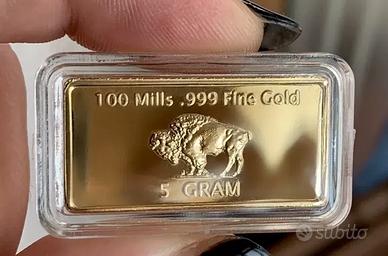 100 Mills .999 Fine Gold
5 GRAM
subito